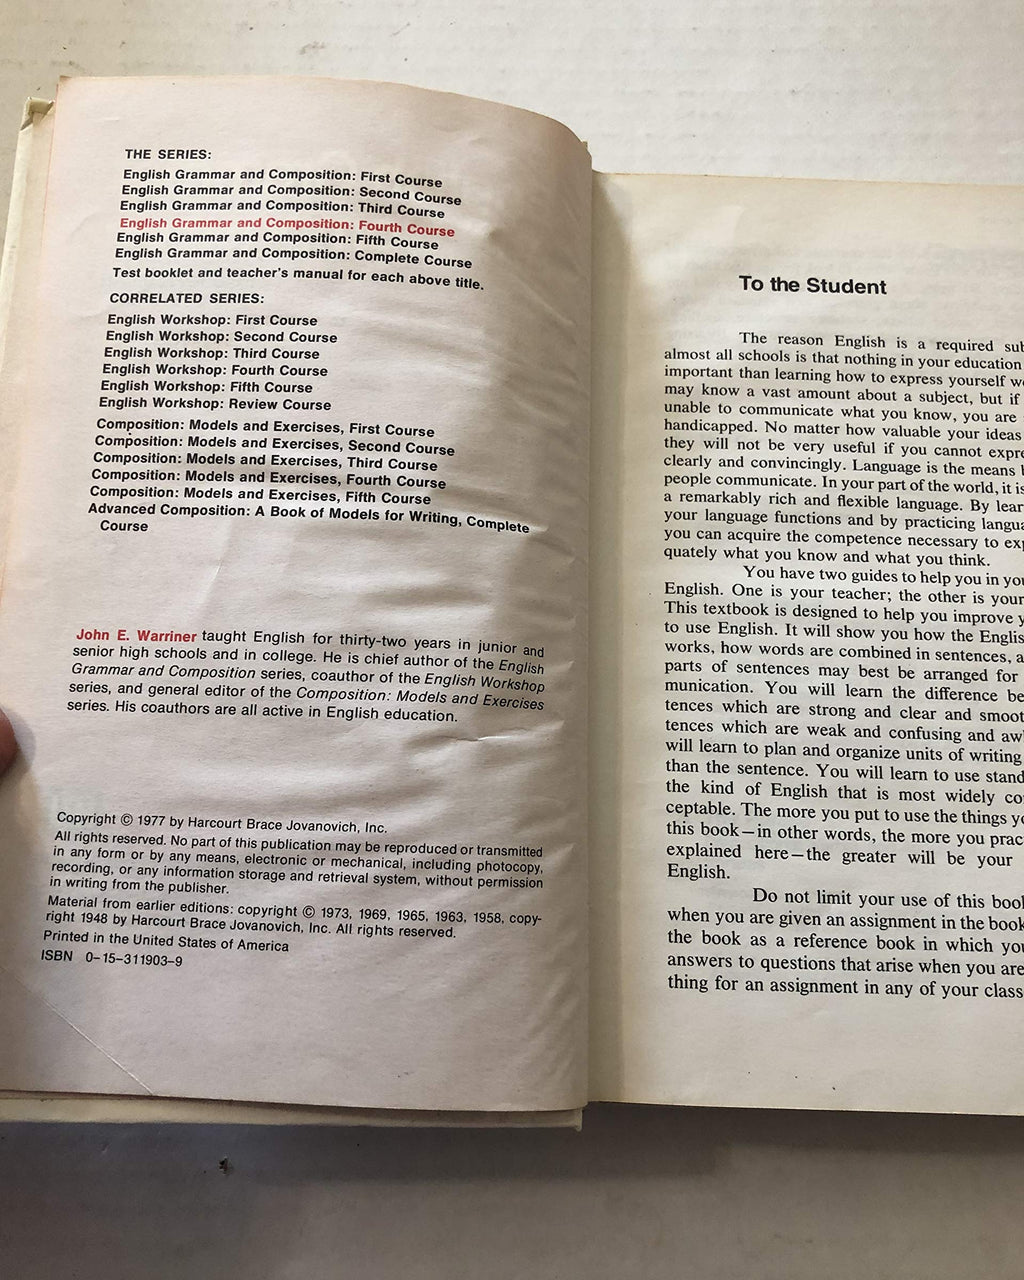 THE SERIES:
English Grammar and Composition: First Course
English Grammar and Composition: Second Course
English Grammar and Composition: Third Course
English Grammar and Composition: Fourth Course
English Grammar and Composition: Fifth Course
English Grammar and Composition: Complete Course
Test booklet and teacher's manual for each above title.
CORRELATED SERIES:
English Workshop: First Course
English Workshop: Second Course
English Workshop: Third Course
English Workshop: Fourth Course
English Workshop: Fifth Course
English Workshop: Review Course
Composition: Models and Exercises, First Course
Composition: Models and Exercises, Second Course
Composition: Models and Exercises, Third Course
Composition: Models and Exercises, Fourth Course
Composition: Models and Exercises, Fifth Course
Advanced Composition: A Book of Models for Writing, Complete
Course
John E. Warriner taught English for thirty-two years in junior and
senior high schools and in college. He is chief author of the English
Grammar and Composition series, coauthor of the English Workshop
series, and general editor of the Composition: Models and Exercises
series. His coauthors are all active in English education.
Copyright © 1977 by Harcourt Brace Jovanovich, Inc.
All rights reserved. No part of this publication may be reproduced or transmitted
in any form or by any means, electronic or mechanical, including photocopy,
recording, or any information storage and retrieval system, without permission
in writing from the publisher.
Material from earlier editions: copyright © 1973, 1969, 1965, 1963, 1958, copy-
right 1948 by Harcourt Brace Jovanovich, Inc. All rights reserved.
Printed in the United States of America
ISBN 0-15-311903-9
To the Student
The reason English is a required
almost all schools is that nothing in your education
important than learning how to express yourself
may know a vast amount about a subject, but if
unable to communicate what you know, you are
handicapped. No matter how valuable your ideas
they will not be very useful if you cannot
clearly and convincingly. Language is the means
people communicate. In your part of the world, it is
a remarkably rich and flexible language. By
your language functions and by practicing
you can acquire the competence necessary to
quately what you know and what you think.
You have two guides to help you in
English. One is your teacher; the other is your
This textbook is designed to help you improve
to use English. It will show you how the
works, how words are combined in sentences,
parts of sentences may best be arranged for
munication. You will learn the difference
tences which are strong and clear and
tences which are weak and confusing and
will learn to plan and organize units of writing
than the sentence. You will learn to use
the kind of English that is most widely
ceptable. The more you put to use the things
this book—in other words, the more you
explained here—the greater will be your
English.
Do not limit your use of this
when you are given an assignment in the book
the book as a reference book in which
answers to questions that arise when you are
thing for an assignment in any of your